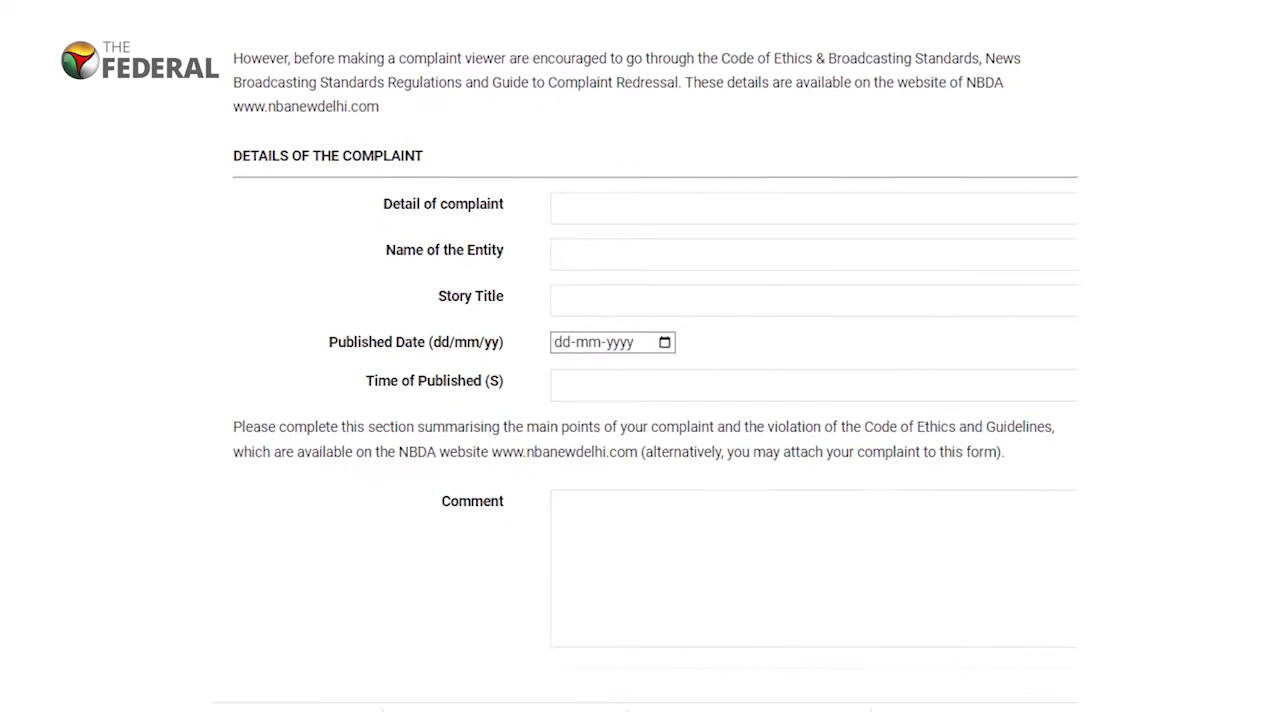 THE
FEDERAL
However, before making a complaint viewer are encouraged to go through the Code of Ethics & Broadcasting Standards, News
Broadcasting Standards Regulations and Guide to Complaint Redressal. These details are available on the website of NBDA
www.nbanewdelhi.com
DETAILS OF THE COMPLAINT
Detail of complaint
Name of the Entity
Story Title
Published Date (dd/mm/yy) dd-mm-yyyy
Time of Published (S)
Please complete this section summarising the main points of your complaint and the violation of the Code of Ethics and Guidelines,
which are available on the NBDA website www.nbanewdelhi.com (alternatively, you may attach your complaint to this form).
Comment